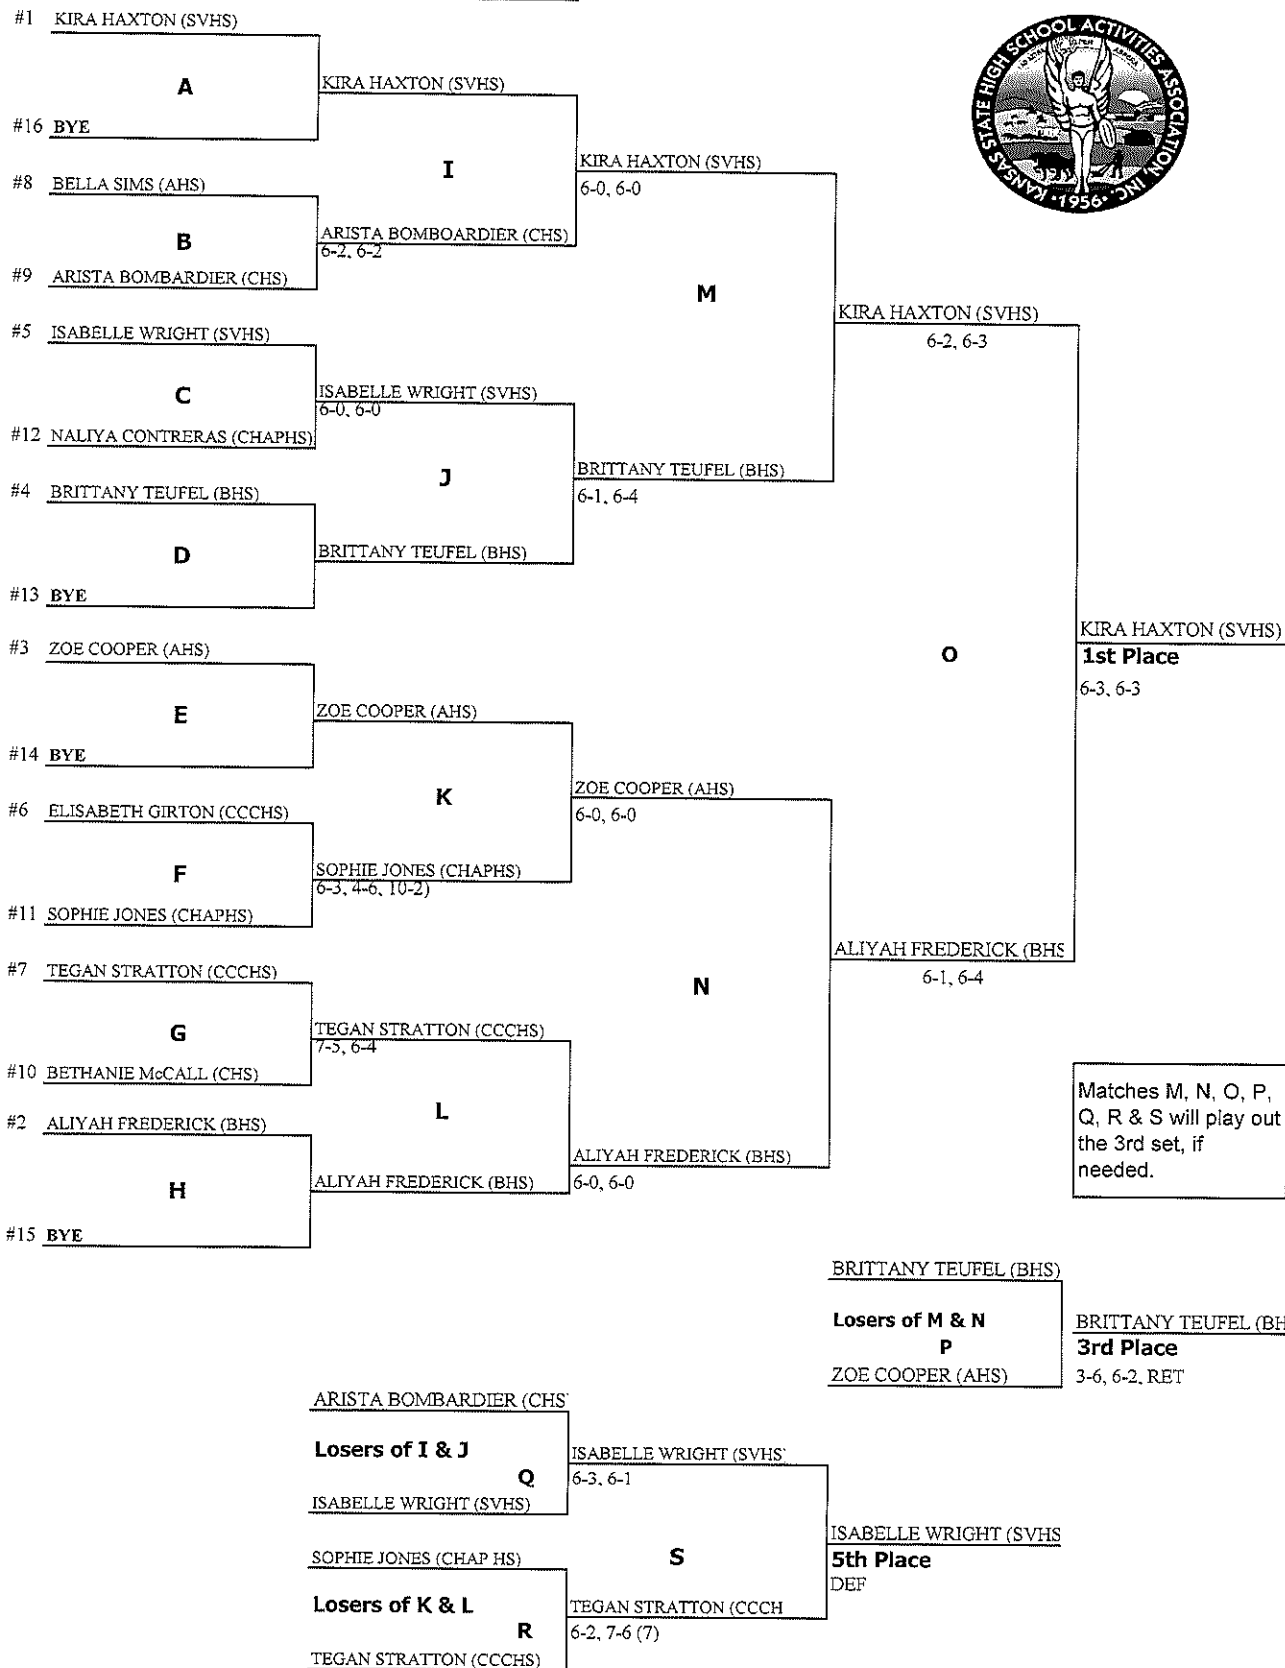 #1 KIRA HAXTON (SVHS)
A
KIRA HAXTON (SVHS)
#16 BYE
I
KIRA HAXTON (SVHS)
6-0, 6-0
#8 BELLA SIMS (AHS)
B
ARISTA BOMBOARDIER (CHS)
6-2, 6-2
#9 ARISTA BOMBARDIER (CHS)
M
KIRA HAXTON (SVHS)
6-2, 6-3
#5 ISABELLE WRIGHT (SVHS)
C
ISABELLE WRIGHT (SVHS)
6-0, 6-0
#12 NALIYA CONTRERAS (CHAPHS)
J
BRITTANY TEUFEL (BHS)
6-1, 6-4
#4 BRITTANY TEUFEL (BHS)
D
BRITTANY TEUFEL (BHS)
#13 BYE
O
KIRA HAXTON (SVHS)
1st Place
6-3, 6-3
#3 ZOE COOPER (AHS)
E
ZOE COOPER (AHS)
#14 BYE
K
ZOE COOPER (AHS)
6-0, 6-0
#6 ELISABETH GIRTON (CCCHS)
F
SOPHIE JONES (CHAPHS)
6-3, 4-6, 10-2)
#11 SOPHIE JONES (CHAPHS)
N
ALIYAH FREDERICK (BHS
6-1, 6-4
#7 TEGAN STRATTON (CCCHS)
G
TEGAN STRATTON (CCCHS)
7-5, 6-4
#10 BETHANIE McCALL (CHS)
L
ALIYAH FREDERICK (BHS)
6-0, 6-0
#2 ALIYAH FREDERICK (BHS)
H
ALIYAH FREDERICK (BHS)
#15 BYE
KANSAS STATE HIGH SCHOOL ACTIVITIES ASSOCIATION, INC.
·1956·
Matches M, N, O, P,
Q, R & S will play out
the 3rd set, if
needed.
BRITTANY TEUFEL (BHS)
Losers of M & N
P
ZOE COOPER (AHS)
BRITTANY TEUFEL (BH
3rd Place
3-6, 6-2, RET
ARISTA BOMBARDIER (CHS
Losers of I & J
Q
ISABELLE WRIGHT (SVHS)
ISABELLE WRIGHT (SVHS
6-3, 6-1
S
ISABELLE WRIGHT (SVHS
5th Place
DEF
SOPHIE JONES (CHAP HS)
Losers of K & L
R
TEGAN STRATTON (CCCHS)
TEGAN STRATTON (CCCH
6-2, 7-6 (7)